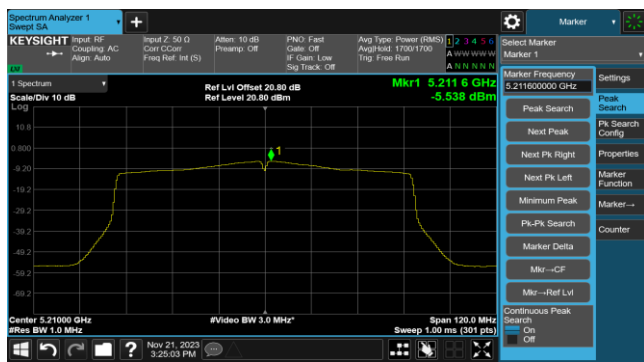 Spectrum Analyzer 1
Swept SA
Marker
KEYSIGHT
Input: RF
Coupling: AC
Align: Auto
Input Z: 50 Ω
Corr CCorr
Freq Ref: Int (S)
Atten: 10 dB
Preamp: Off
PNO: Fast
Gate: Off
IF Gain: Low
Sig Track: Off
Avg Type: Power (RMS)
Avg|Hold: 1700/1700
Trig: Free Run
1 2 3 4 5 6
A W W W W W
A N N N N N
Select Marker
Marker 1
1 Spectrum
Scale/Div 10 dB
Log
Ref Lvl Offset 20.80 dB
Ref Level 20.80 dBm
Mkr1 5.211 6 GHz
-5.538 dBm
10.8
0.800
-9.20
-19.2
-29.2
-39.2
-49.2
-59.2
-69.2
1
Center 5.21000 GHz
#Res BW 1.0 MHz
#Video BW 3.0 MHz*
Span 120.0 MHz
Sweep 1.00 ms (301 pts)
Marker Frequency
5.211600000 GHz
Peak Search
Next Peak
Next Pk Right
Next Pk Left
Minimum Peak
Pk-Pk Search
Marker Delta
Mkr→CF
Mkr→Ref Lvl
Continuous Peak
Search
On
Off
Settings
Peak
Search
Pk Search
Config
Properties
Marker
Function
Marker→
Counter
Nov 21, 2023
3:25:03 PM